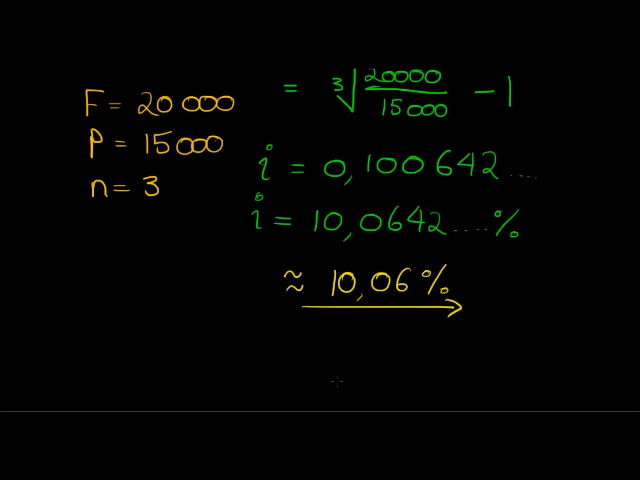 F = 20 000
P = 15000
n = 3
= ∛(20000/15000) - 1
i = 0,100642....
i = 10,0642....%
≈ 10,06%